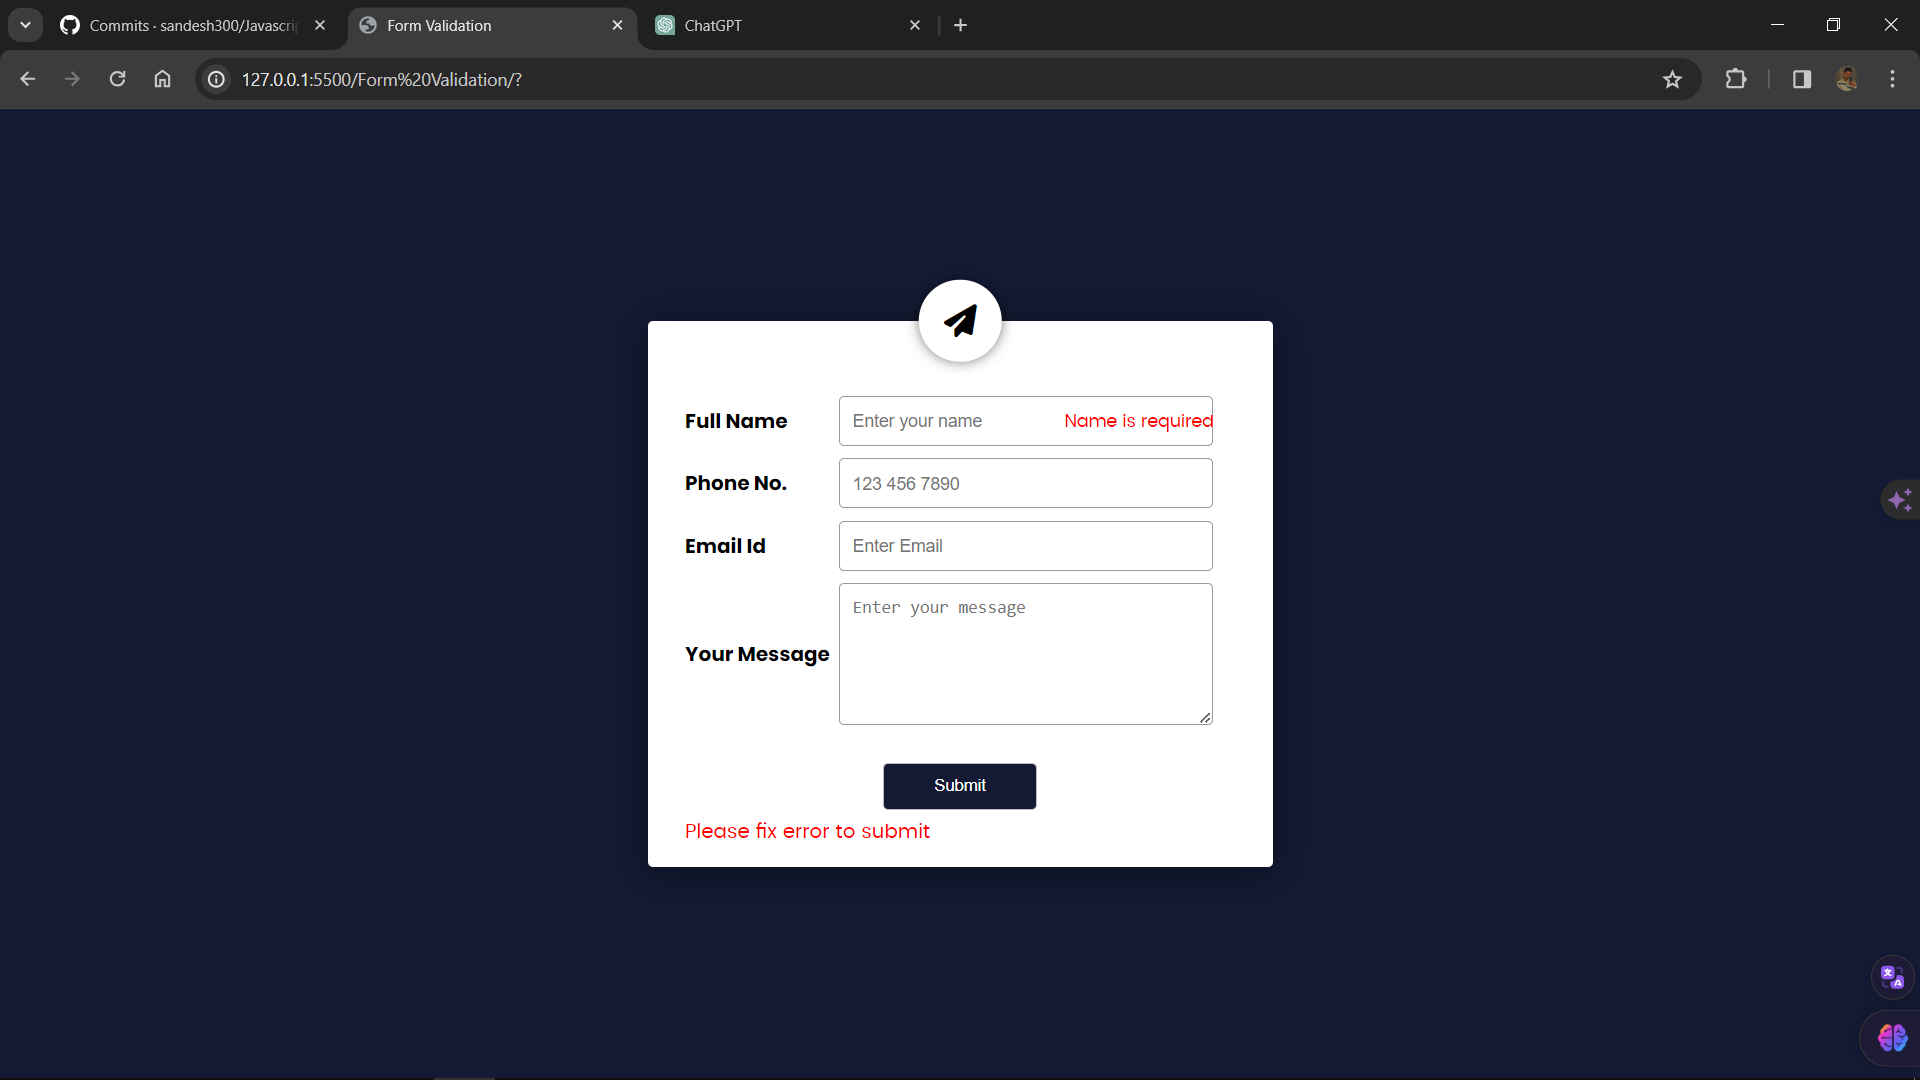 Commits · sandesh300/Javascri
Form Validation
ChatGPT
127.0.0.1:5500/Form%20Validation/?
Full Name
Enter your name
Name is required
Phone No.
123 456 7890
Email Id
Enter Email
Your Message
Enter your message
Submit
Please fix error to submit